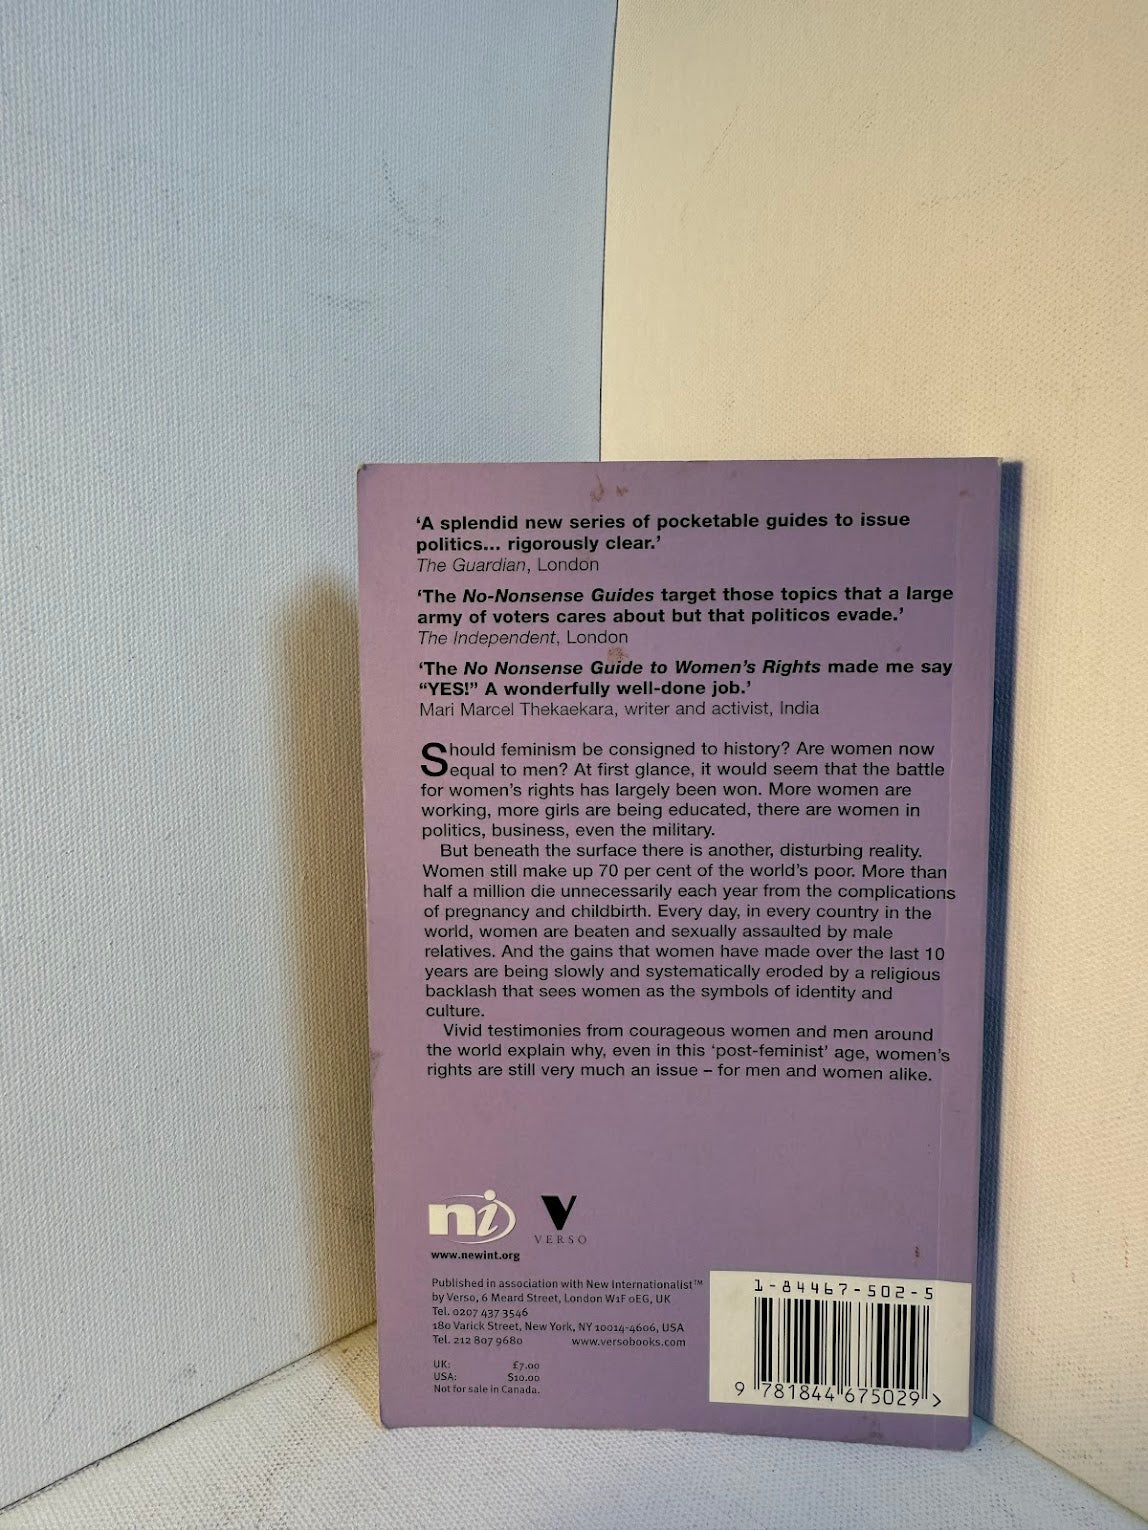 ‘A splendid new series of pocketable guides to issue
politics... rigorously clear.’
The Guardian, London
‘The No-Nonsense Guides target those topics that a large
army of voters cares about but that politicos evade.’
The Independent, London
‘The No Nonsense Guide to Women’s Rights made me say
“YES!” A wonderfully well-done job.’
Mari Marcel Thekaekara, writer and activist, India
Should feminism be consigned to history? Are women now
equal to men? At first glance, it would seem that the battle
for women’s rights has largely been won. More women are
working, more girls are being educated, there are women in
politics, business, even the military.
But beneath the surface there is another, disturbing reality.
Women still make up 70 per cent of the world’s poor. More than
half a million die unnecessarily each year from the complications
of pregnancy and childbirth. Every day, in every country in the
world, women are beaten and sexually assaulted by male
relatives. And the gains that women have made over the last 10
years are being slowly and systematically eroded by a religious
backlash that sees women as the symbols of identity and
culture.
Vivid testimonies from courageous women and men around
the world explain why, even in this ‘post-feminist’ age, women’s
rights are still very much an issue – for men and women alike.
ni
V
VERSO
www.newint.org
Published in association with New Internationalist™
by Verso, 6 Meard Street, London W1F 0EG, UK
Tel. 0207 437 3546
180 Varick Street, New York, NY 10014-4606, USA
Tel. 212 807 9680 www.versobooks.com
UK: £7.00
USA: $10.00
Not for sale in Canada.
1-84467-502-5
9 781844 675029 >